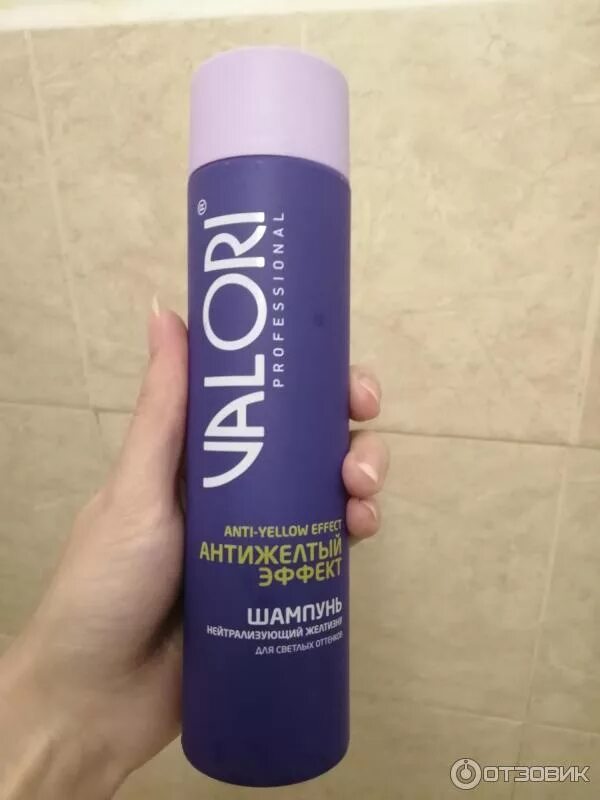 VALORI®
PROFESSIONAL
ANTI-YELLOW EFFECT
АНТИЖЕЛТЫЙ
ЭФФЕКТ
ШАМПУНЬ
НЕЙТРАЛИЗУЮЩИЙ ЖЕЛТИЗНУ
ДЛЯ СВЕТЛЫХ ОТТЕНКОВ
ОТЗОВИК